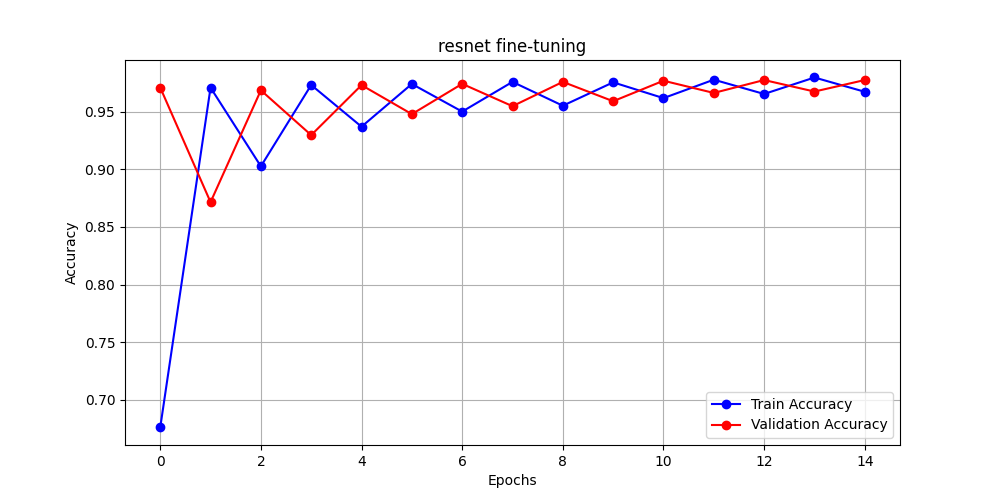 resnet fine-tuning
Accuracy
0.95
0.90
0.85
0.80
0.75
0.70
0 2 4 6 8 10 12 14
Epochs
Train Accuracy
Validation Accuracy